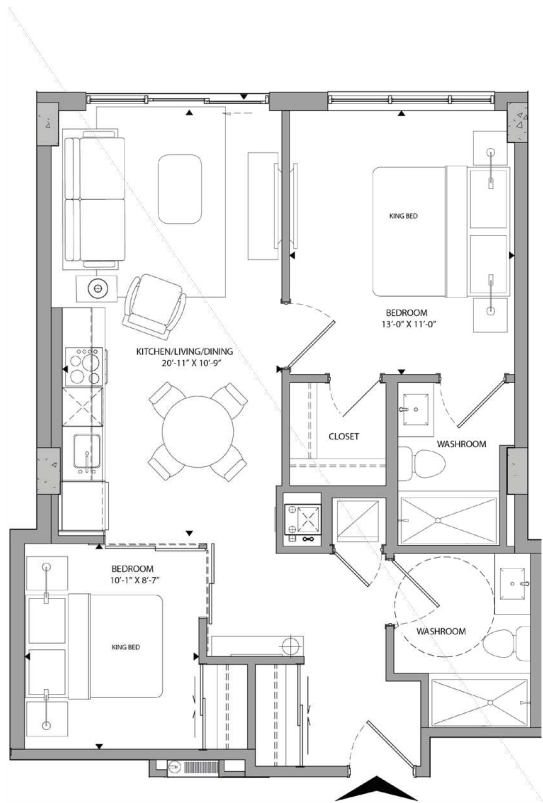 KING BED
BEDROOM
13'-0" X 11'-0"
KITCHEN/LIVING/DINING
20'-11" X 10'-9"
CLOSET
WASHROOM
BEDROOM
10'-1" X 8'-7"
KING BED
WASHROOM